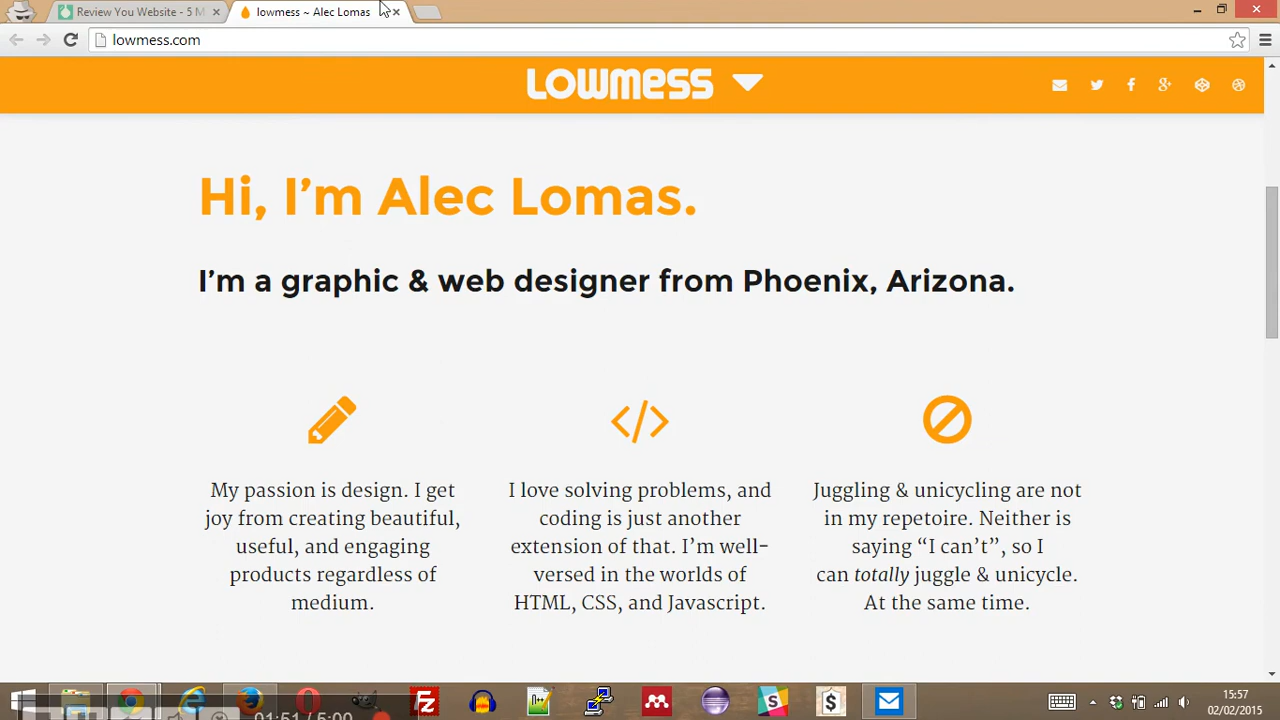 Review You Website - 5 M
lowmess ~ Alec Lomas
lowmess.com
LOWMESS
Hi, I’m Alec Lomas.
I’m a graphic & web designer from Phoenix, Arizona.
My passion is design. I get
joy from creating beautiful,
useful, and engaging
products regardless of
medium.
I love solving problems, and
coding is just another
extension of that. I’m well-
versed in the worlds of
HTML, CSS, and Javascript.
Juggling & unicycling are not
in my repetoire. Neither is
saying “I can’t”, so I
can totally juggle & unicycle.
At the same time.
01:51 / 5:00
15:57
02/02/2015